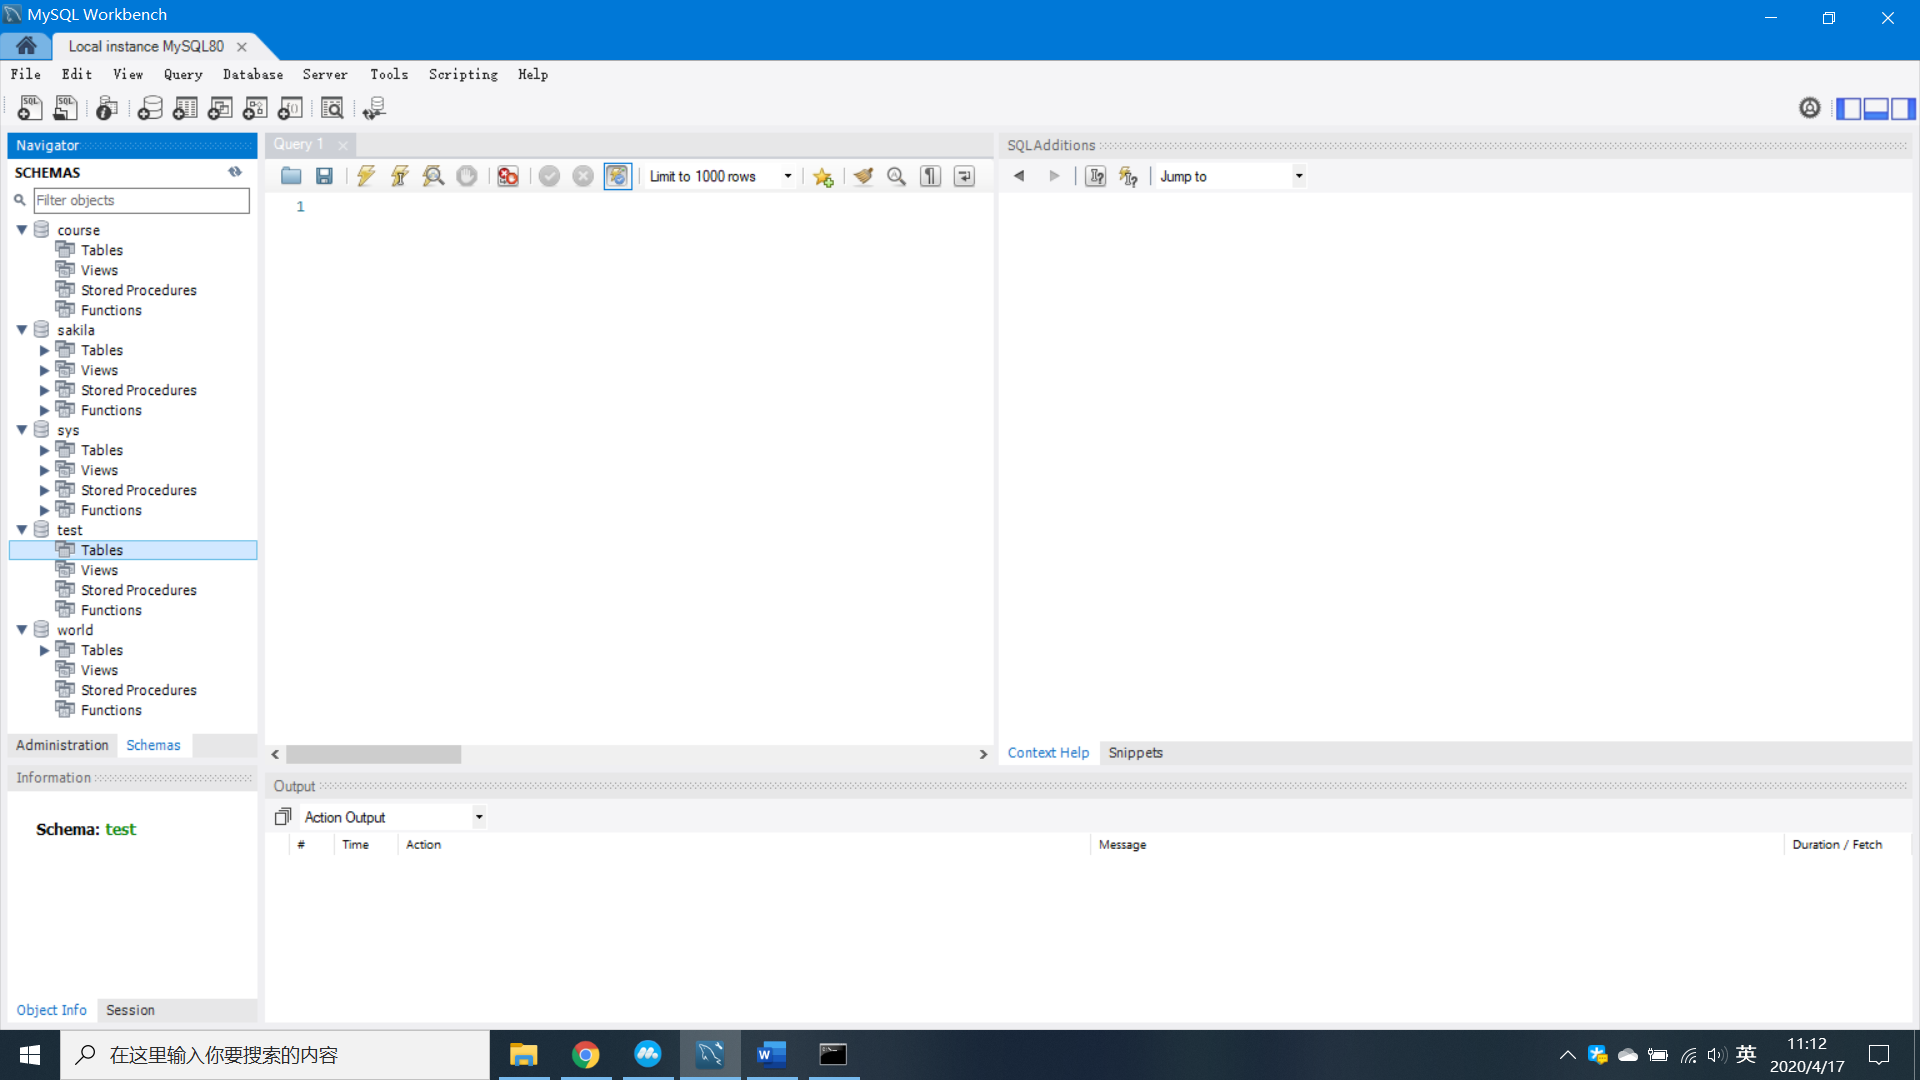 MySQL Workbench
Local instance MySQL80
File Edit View Query Database Server Tools Scripting Help
Navigator
SCHEMAS
Filter objects
course
Tables
Views
Stored Procedures
Functions
sakila
Tables
Views
Stored Procedures
Functions
sys
Tables
Views
Stored Procedures
Functions
test
Tables
Views
Stored Procedures
Functions
world
Tables
Views
Stored Procedures
Functions
Administration Schemas
Information
Schema: test
Object Info Session
Query 1
Limit to 1000 rows
1
SQLAdditions
Jump to
Context Help Snippets
Output
Action Output
# Time Action Message Duration / Fetch
在这里输入你要搜索的内容
英
11:12
2020/4/17